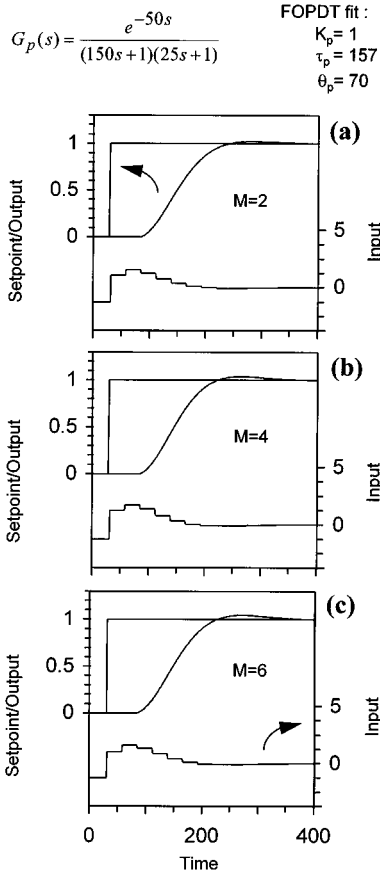 G_p(s) = e^{-50s} / (150s+1)(25s+1)
FOPDT fit :
K_p= 1
τ_p= 157
θ_p= 70
(a)
1
0.5
0
Setpoint/Output
M=2
5
0
Input
(b)
1
0.5
0
Setpoint/Output
M=4
5
0
Input
(c)
1
0.5
0
Setpoint/Output
M=6
5
0
Input
0 200 400
Time